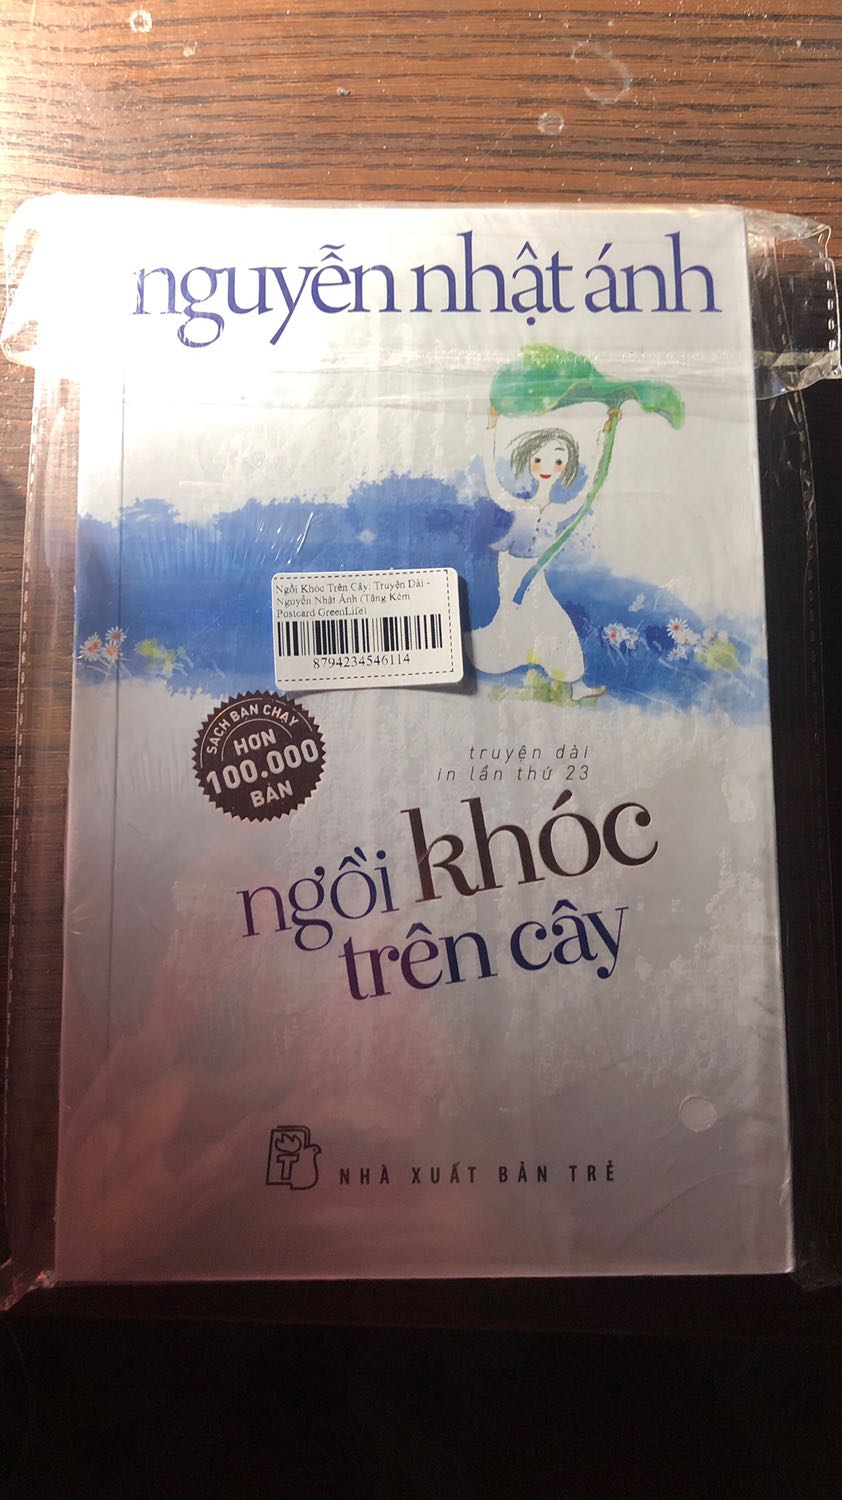 nguyễn nhật ánh
Ngồi Khóc Trên Cây: Truyện Dài -
Nguyễn Nhật Ánh (Tặng Kèm
Postcard GreenLife)
8794234546114
SÁCH BÁN CHẠY
HƠN
100.000
BẢN
truyện dài
in lần thứ 23
ngồi khóc
trên cây
T
NHÀ XUẤT BẢN TRẺ